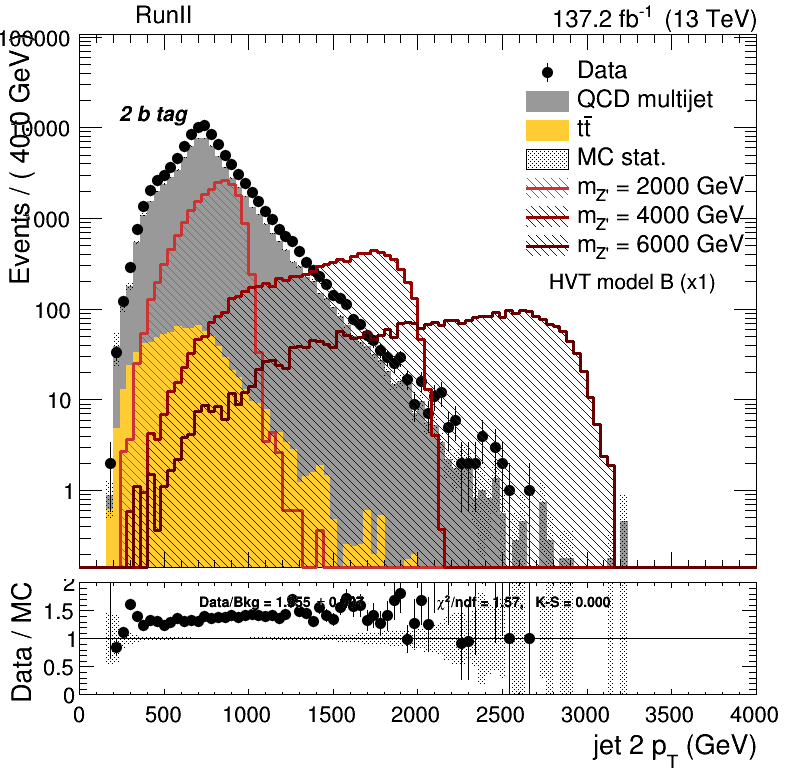 RunII 137.2 fb⁻¹ (13 TeV)
Events / ( 40.0 GeV )
100000
10000
1000
100
10
1
2 b tag
Data
QCD multijet
tt̄
MC stat.
m_Z' = 2000 GeV
m_Z' = 4000 GeV
m_Z' = 6000 GeV
HVT model B (x1)
Data / MC
2
1.5
1
0.5
0
Data/Bkg =
χ²/ndf = 1.57, K-S = 0.000
0 500 1000 1500 2000 2500 3000 3500 4000
jet 2 p_T (GeV)